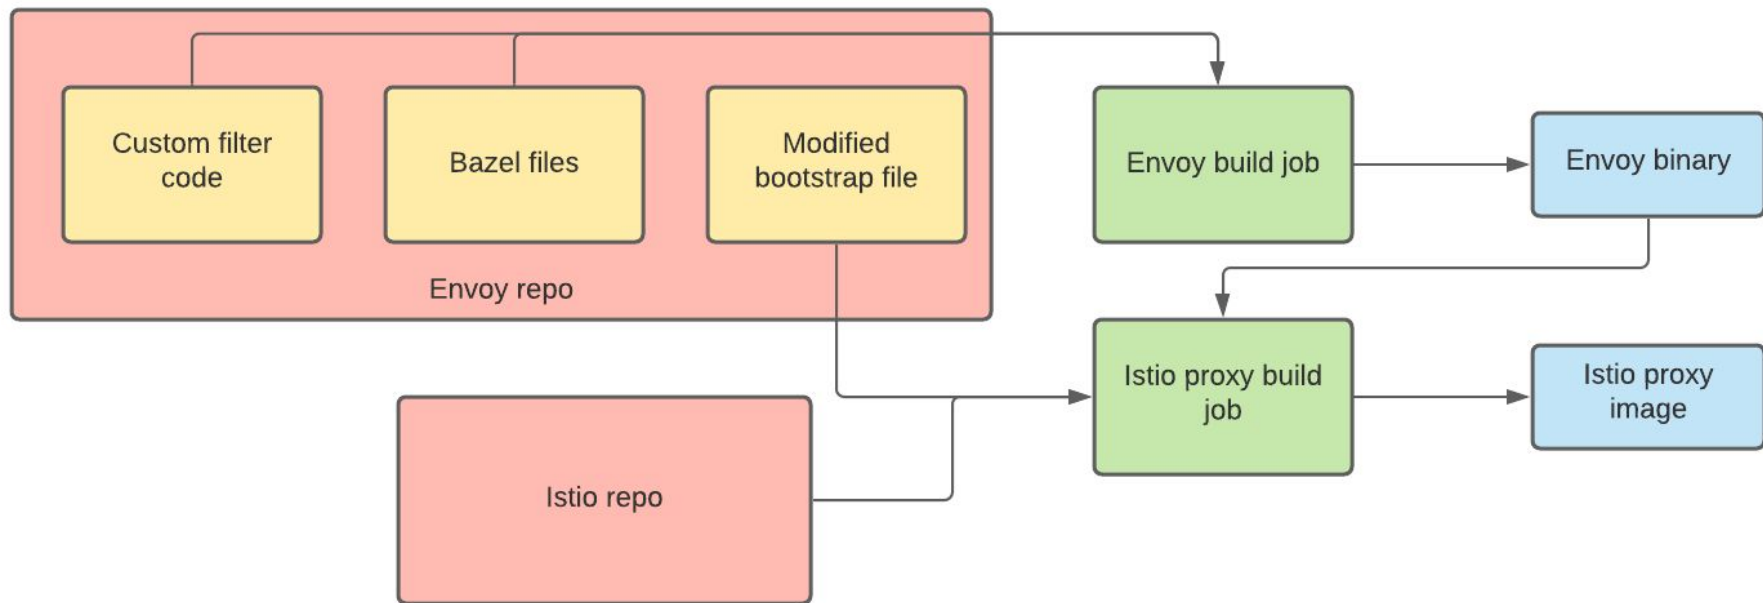 Custom filter
code
Bazel files
Modified
bootstrap file
Envoy repo
Envoy build job
Envoy binary
Istio proxy build
job
Istio proxy
image
Istio repo